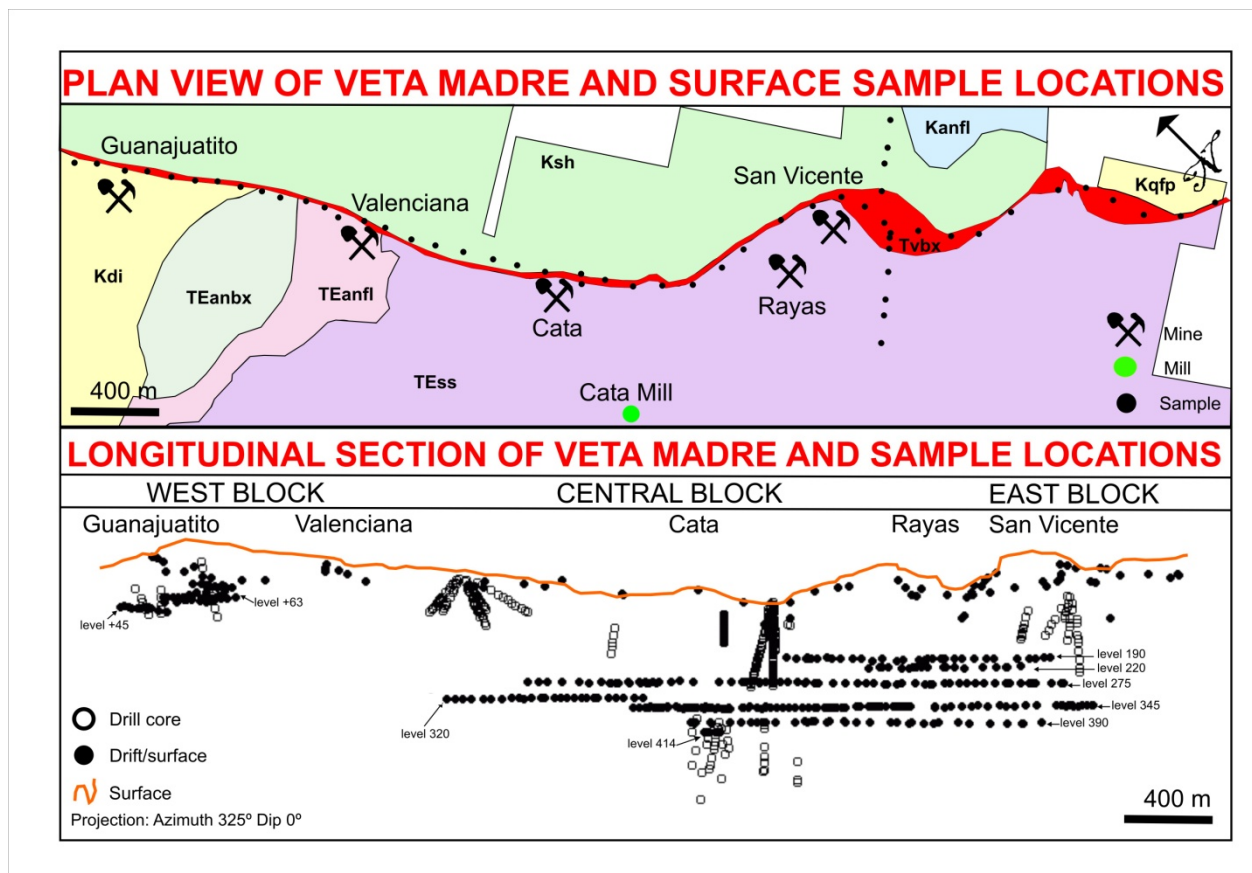 PLAN VIEW OF VETA MADRE AND SURFACE SAMPLE LOCATIONS
Guanajuatito
Ksh
Kanfl
N
San Vicente
Kqfp
Valenciana
Tvbx
Kdi
TEanbx
TEanfl
Rayas
Cata
Mine
400 m
TEss
Cata Mill
Mill
Sample
LONGITUDINAL SECTION OF VETA MADRE AND SAMPLE LOCATIONS
WEST BLOCK CENTRAL BLOCK EAST BLOCK
Guanajuatito Valenciana Cata Rayas San Vicente
level +63
level +45
level 190
level 220
level 275
level 345
level 320
level 390
level 414
Drill core
Drift/surface
Surface
400 m
Projection: Azimuth 325º Dip 0º